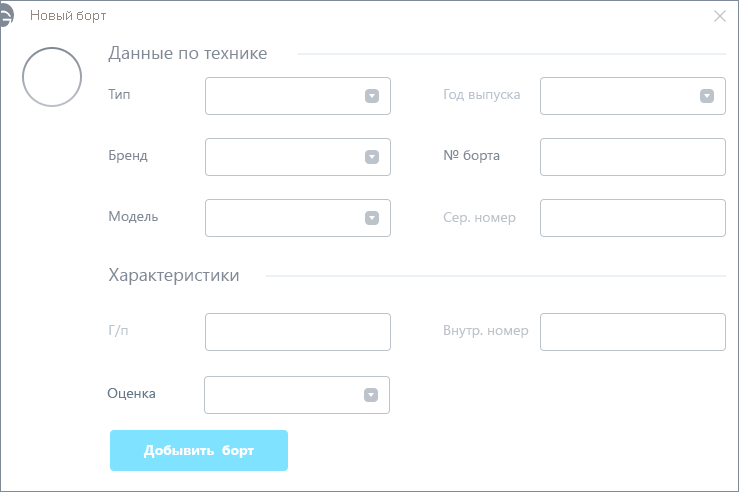 Новый борт
Данные по технике
Тип
Год выпуска
Бренд
№ борта
Модель
Сер. номер
Характеристики
Г/п
Внутр. номер
Оценка
Добывить борт